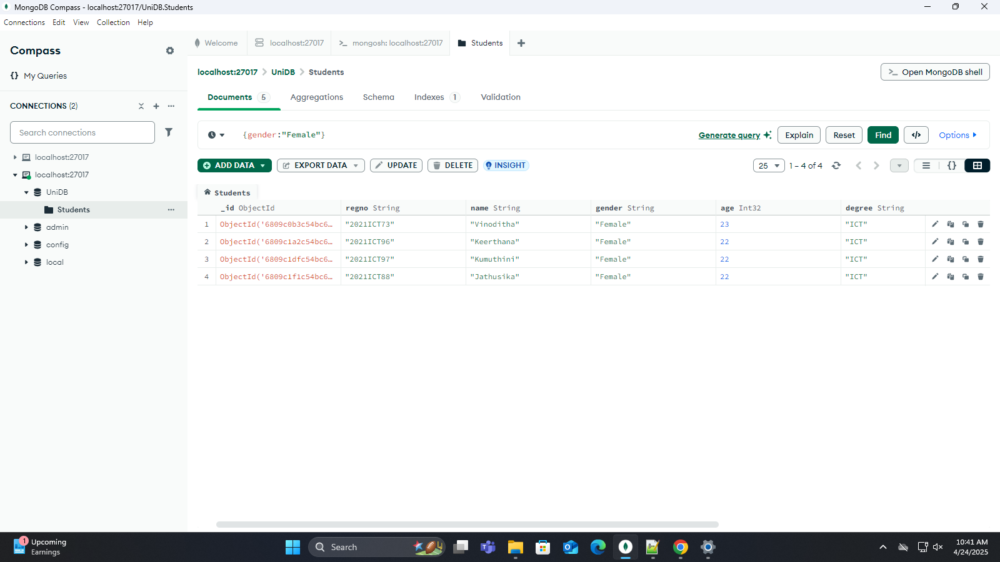 MongoDB Compass - localhost:27017/UniDB.Students
Connections Edit View Collection Help
Compass
{} My Queries
CONNECTIONS (2)
Search connections
localhost:27017
localhost:27017
UniDB
Students
admin
config
local
Welcome
localhost:27017
>_ mongosh: localhost:27017
Students
localhost:27017 > UniDB > Students
>_ Open MongoDB shell
Documents 5 Aggregations Schema Indexes 1 Validation
{gender:"Female"}
Generate query Explain Reset Find </> Options
ADD DATA EXPORT DATA UPDATE DELETE INSIGHT
25 1 – 4 of 4 {}
Students
_id ObjectId regno String name String gender String age Int32 degree String
1 ObjectId('6809c0b3c54bc6… "2021ICT73" "Vinoditha" "Female" 23 "ICT"
2 ObjectId('6809c1a2c54bc6… "2021ICT96" "Keerthana" "Female" 22 "ICT"
3 ObjectId('6809c1dfc54bc6… "2021ICT97" "Kumuthini" "Female" 22 "ICT"
4 ObjectId('6809c1f1c54bc6… "2021ICT88" "Jathusika" "Female" 22 "ICT"
1
Upcoming
Earnings
Search
10:41 AM
4/24/2025